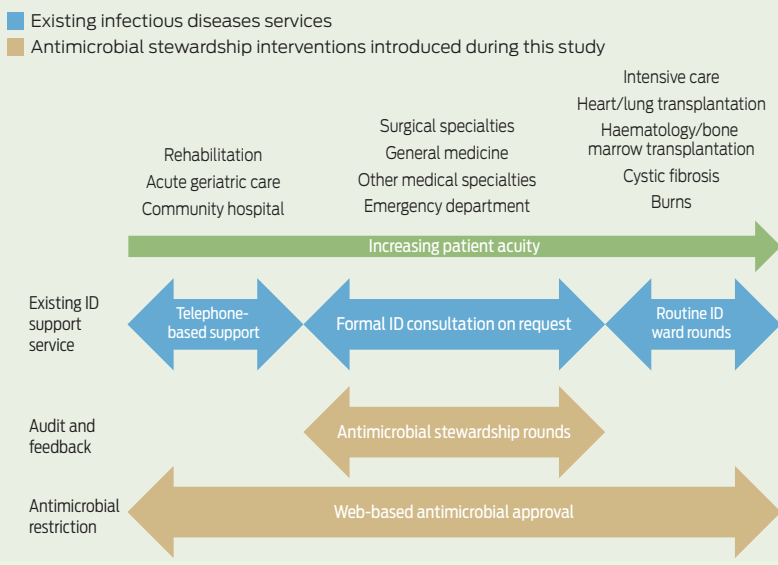 Existing infectious diseases services
Antimicrobial stewardship interventions introduced during this study
Rehabilitation
Acute geriatric care
Community hospital
Surgical specialties
General medicine
Other medical specialties
Emergency department
Intensive care
Heart/lung transplantation
Haematology/bone
marrow transplantation
Cystic fibrosis
Burns
Increasing patient acuity
Existing ID
support
service
Telephone-
based support
Formal ID consultation on request
Routine ID
ward rounds
Audit and
feedback
Antimicrobial stewardship rounds
Antimicrobial
restriction
Web-based antimicrobial approval